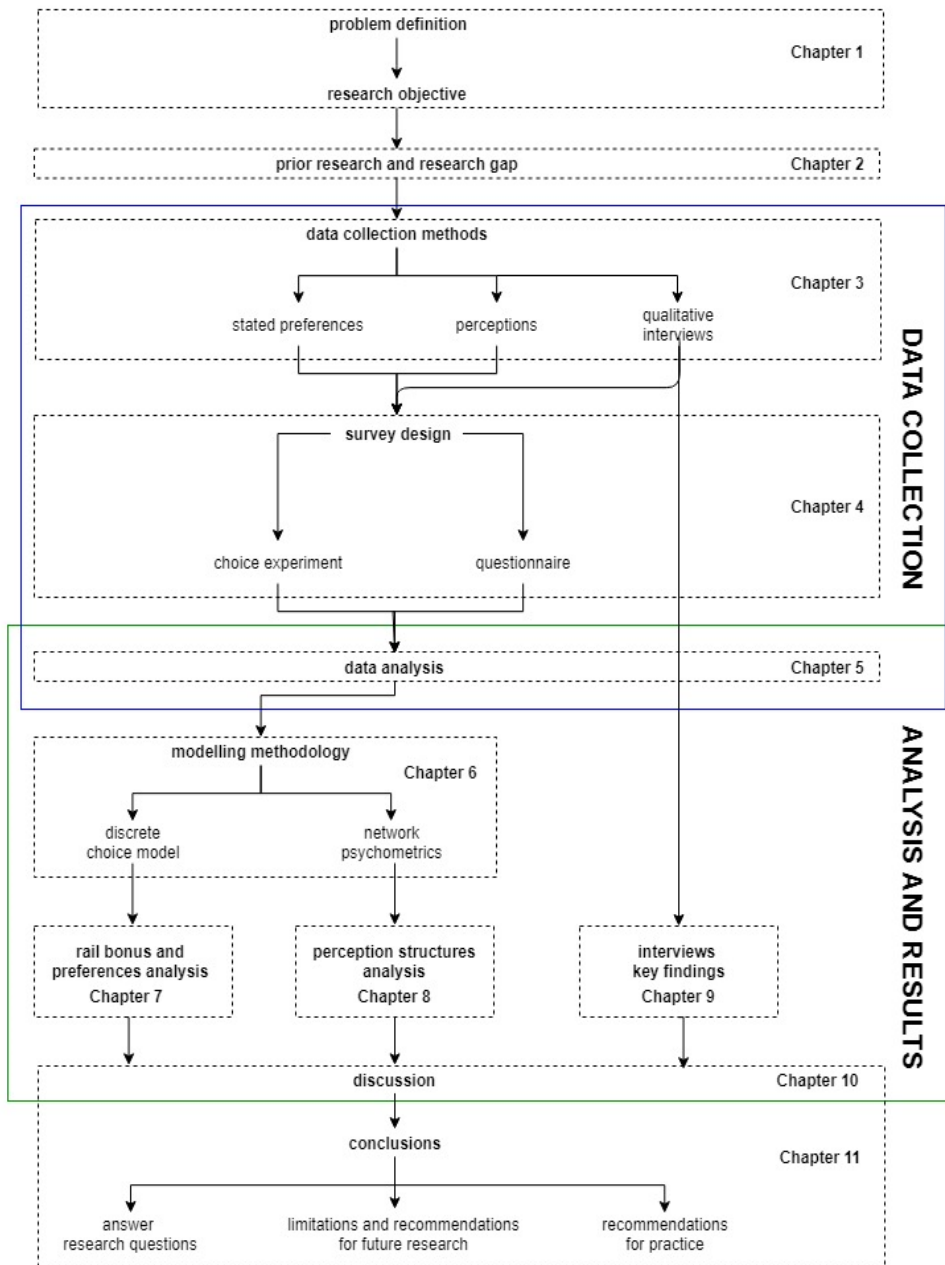 problem definition
Chapter 1
research objective
prior research and research gap
Chapter 2
data collection methods
Chapter 3
stated preferences
perceptions
qualitative
interviews
DATA COLLECTION
survey design
Chapter 4
choice experiment
questionnaire
data analysis
Chapter 5
modelling methodology
Chapter 6
discrete
choice model
network
psychometrics
ANALYSIS AND RESULTS
rail bonus and
preferences analysis
Chapter 7
perception structures
analysis
Chapter 8
interviews
key findings
Chapter 9
discussion
Chapter 10
conclusions
Chapter 11
answer
research questions
limitations and recommendations
for future research
recommendations
for practice